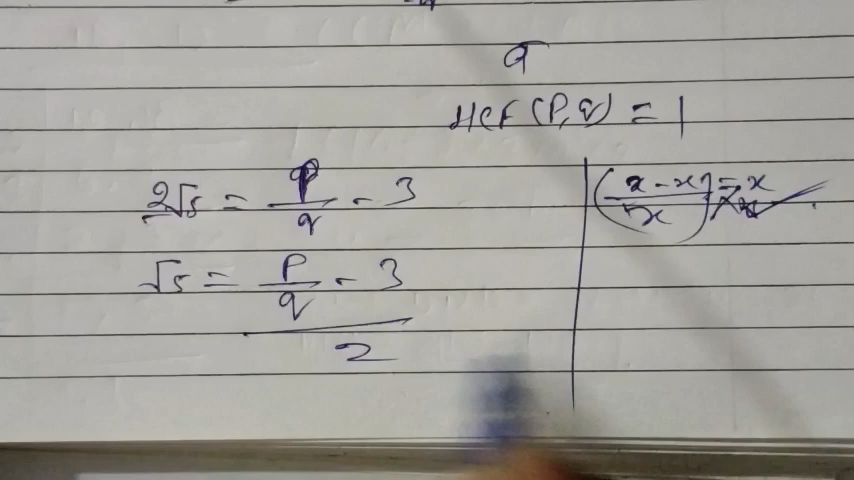 q
HCF (P, q) = 1
2√5 = P/q - 3
√5 = (P/q - 3)/2